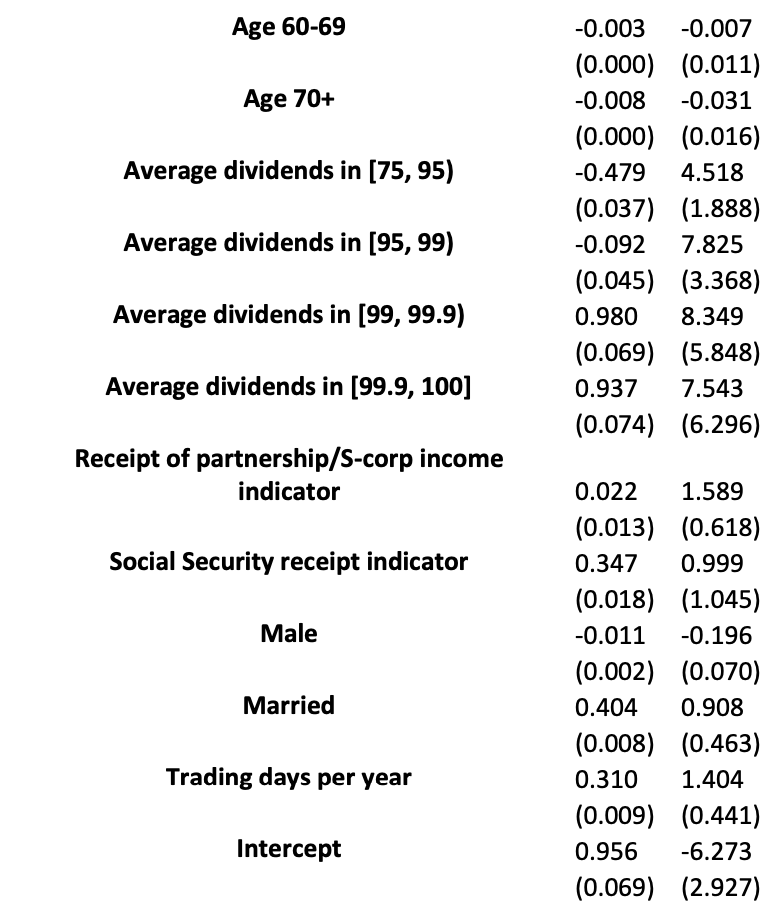 Age 60-69 -0.003 -0.007
(0.000) (0.011)
Age 70+ -0.008 -0.031
(0.000) (0.016)
Average dividends in [75, 95) -0.479 4.518
(0.037) (1.888)
Average dividends in [95, 99) -0.092 7.825
(0.045) (3.368)
Average dividends in [99, 99.9) 0.980 8.349
(0.069) (5.848)
Average dividends in [99.9, 100] 0.937 7.543
(0.074) (6.296)
Receipt of partnership/S-corp income
indicator 0.022 1.589
(0.013) (0.618)
Social Security receipt indicator 0.347 0.999
(0.018) (1.045)
Male -0.011 -0.196
(0.002) (0.070)
Married 0.404 0.908
(0.008) (0.463)
Trading days per year 0.310 1.404
(0.009) (0.441)
Intercept 0.956 -6.273
(0.069) (2.927)